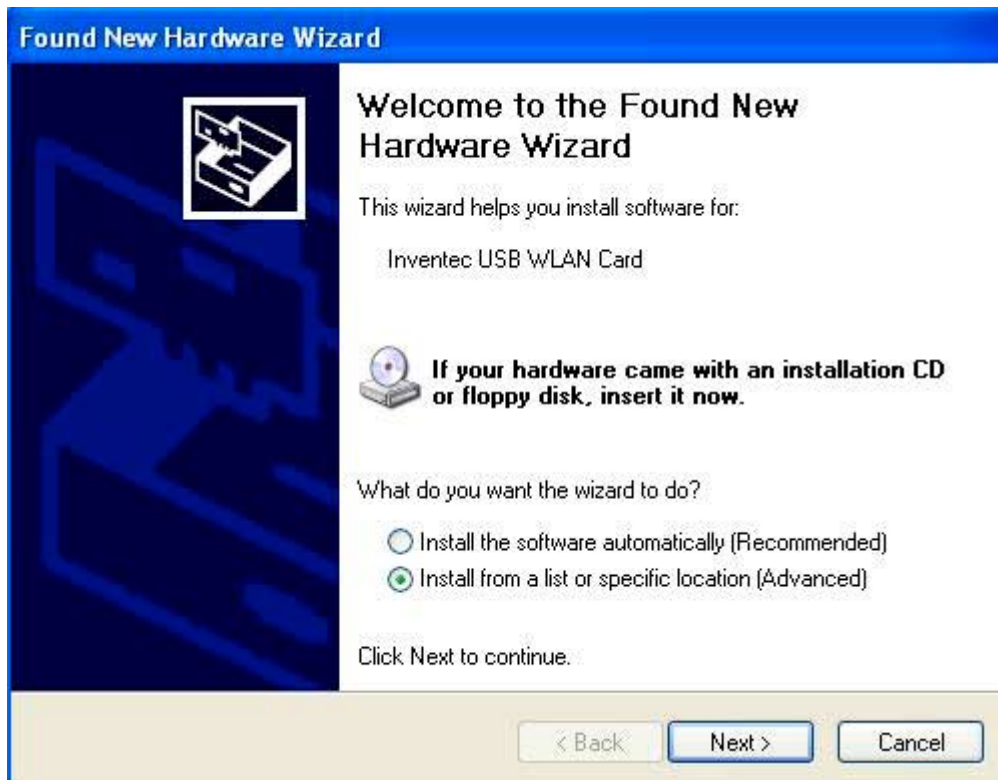 Found New Hardware Wizard
Welcome to the Found New
Hardware Wizard
This wizard helps you install software for:
Inventec USB WLAN Card
If your hardware came with an installation CD
or floppy disk, insert it now.
What do you want the wizard to do?
Install the software automatically (Recommended)
Install from a list or specific location (Advanced)
Click Next to continue.
< Back Next > Cancel